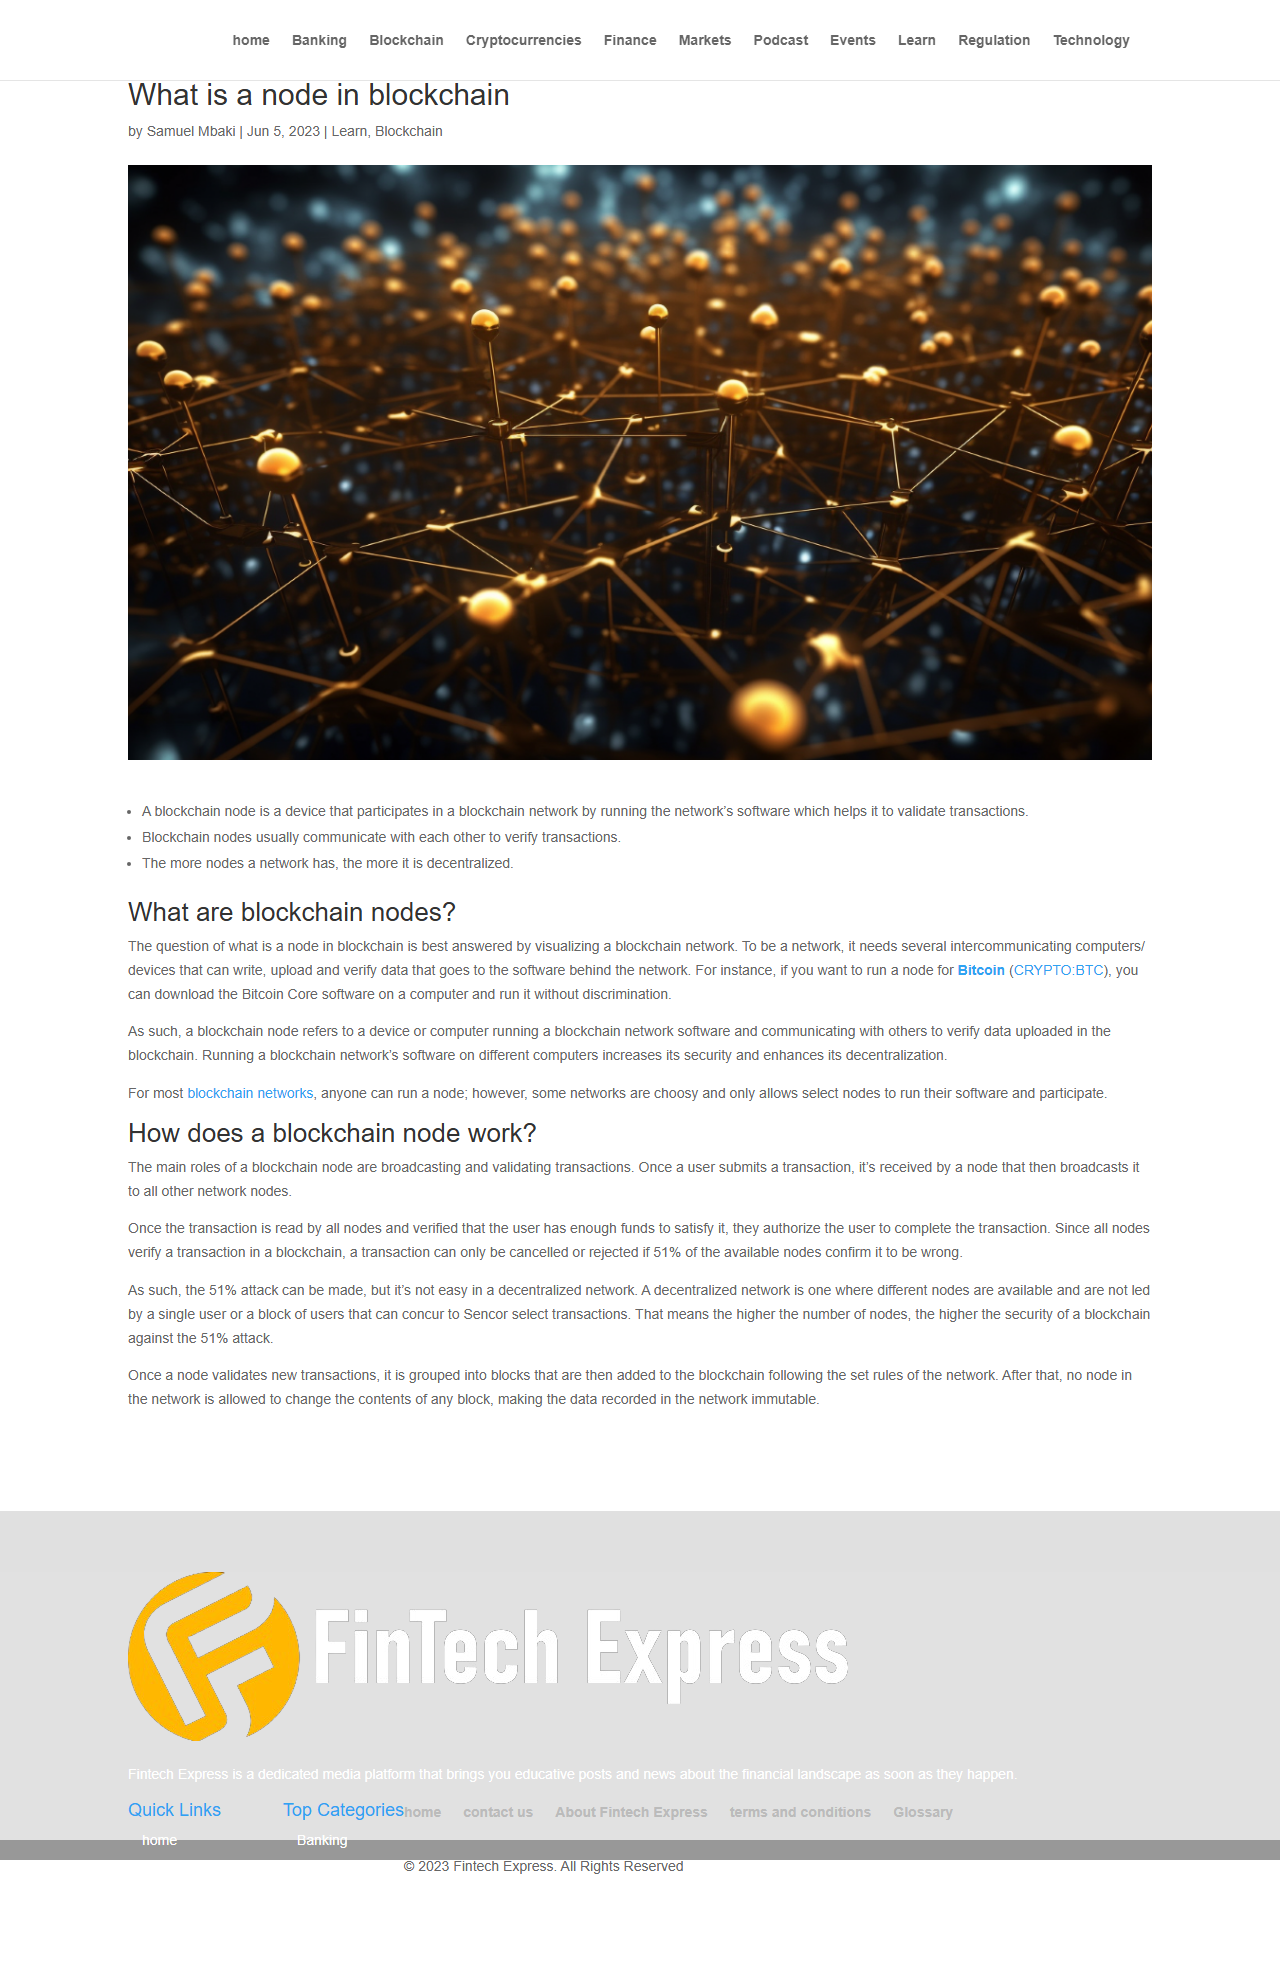 home Banking Blockchain Cryptocurrencies Finance Markets Podcast Events Learn Regulation Technology
What is a node in blockchain
by Samuel Mbaki | Jun 5, 2023 | Learn, Blockchain
• A blockchain node is a device that participates in a blockchain network by running the network’s software which helps it to validate transactions.
• Blockchain nodes usually communicate with each other to verify transactions.
• The more nodes a network has, the more it is decentralized.
What are blockchain nodes?
The question of what is a node in blockchain is best answered by visualizing a blockchain network. To be a network, it needs several intercommunicating computers/
devices that can write, upload and verify data that goes to the software behind the network. For instance, if you want to run a node for Bitcoin (CRYPTO:BTC), you
can download the Bitcoin Core software on a computer and run it without discrimination.
As such, a blockchain node refers to a device or computer running a blockchain network software and communicating with others to verify data uploaded in the
blockchain. Running a blockchain network’s software on different computers increases its security and enhances its decentralization.
For most blockchain networks, anyone can run a node; however, some networks are choosy and only allows select nodes to run their software and participate.
How does a blockchain node work?
The main roles of a blockchain node are broadcasting and validating transactions. Once a user submits a transaction, it’s received by a node that then broadcasts it
to all other network nodes.
Once the transaction is read by all nodes and verified that the user has enough funds to satisfy it, they authorize the user to complete the transaction. Since all nodes
verify a transaction in a blockchain, a transaction can only be cancelled or rejected if 51% of the available nodes confirm it to be wrong.
As such, the 51% attack can be made, but it’s not easy in a decentralized network. A decentralized network is one where different nodes are available and are not led
by a single user or a block of users that can concur to Sencor select transactions. That means the higher the number of nodes, the higher the security of a blockchain
against the 51% attack.
Once a node validates new transactions, it is grouped into blocks that are then added to the blockchain following the set rules of the network. After that, no node in
the network is allowed to change the contents of any block, making the data recorded in the network immutable.
FinTech Express
Fintech Express is a dedicated media platform that brings you educative posts and news about the financial landscape as soon as they happen.
Quick Links Top Categories home contact us About Fintech Express terms and conditions Glossary
home Banking
© 2023 Fintech Express. All Rights Reserved